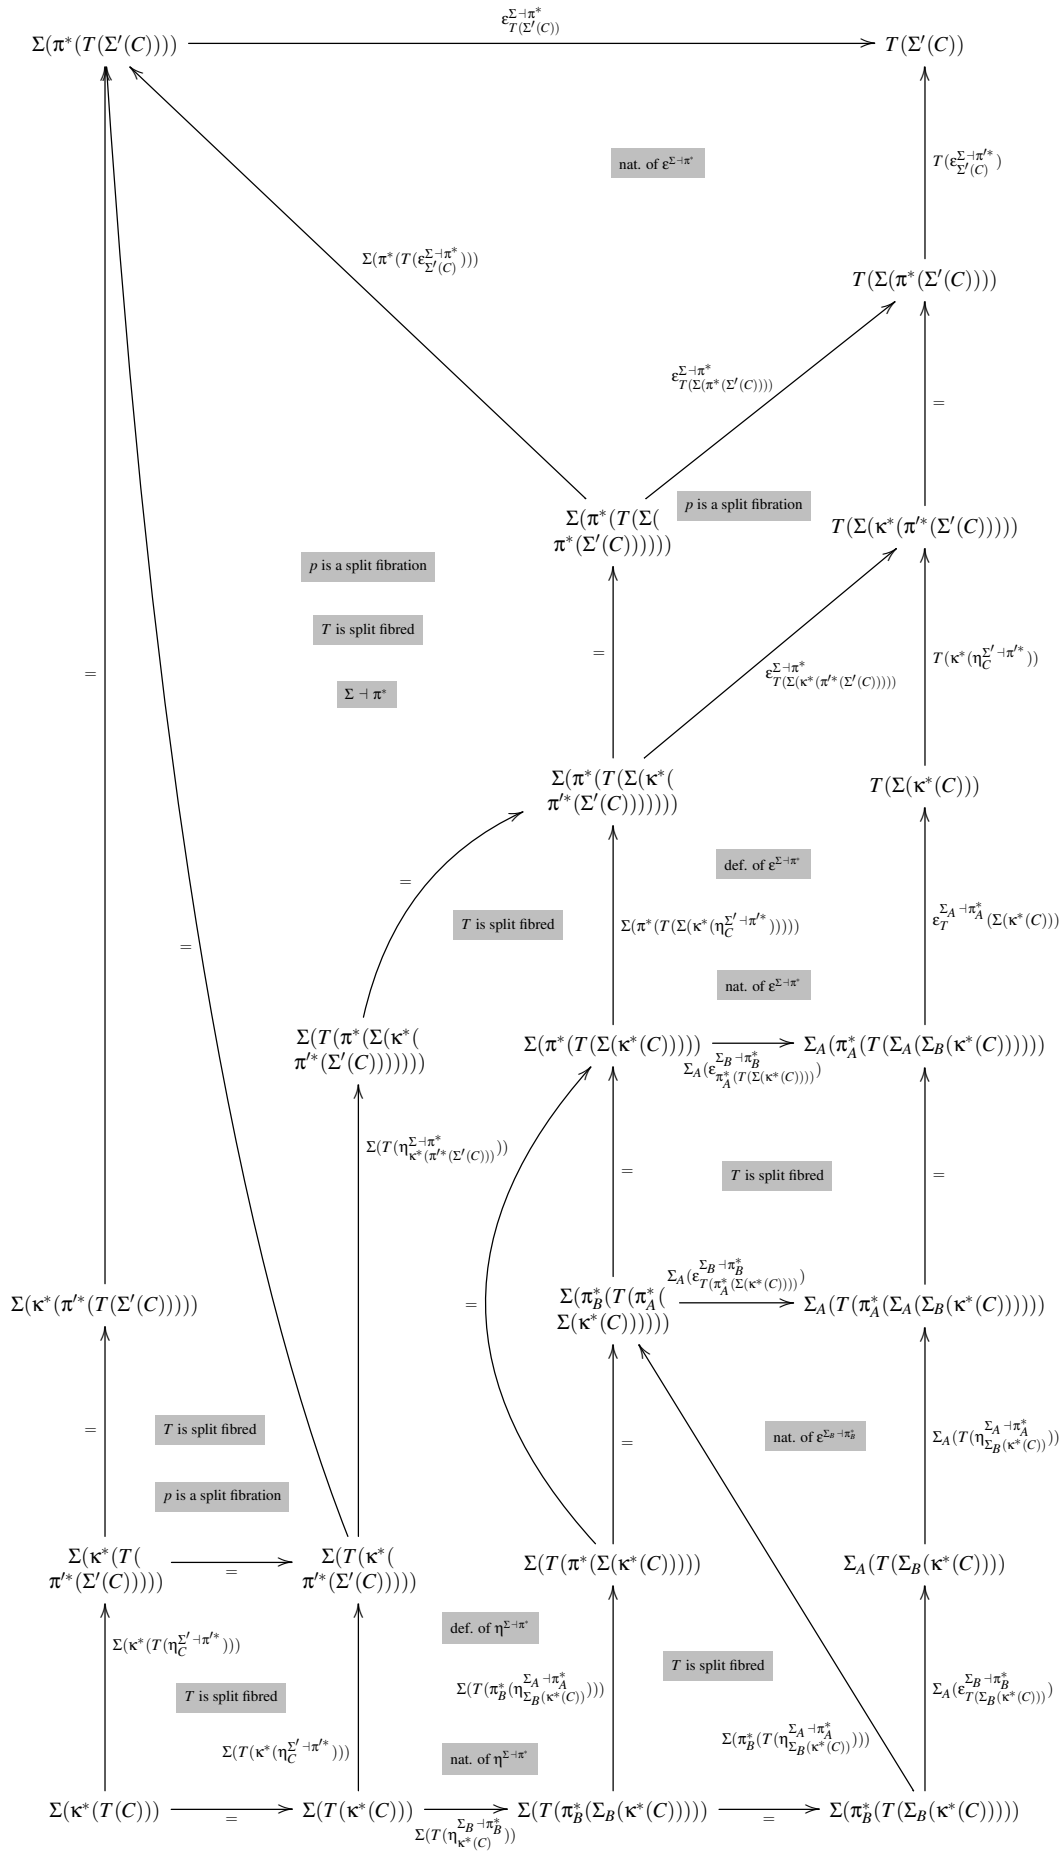 ε^{Σ⊣π*}_{T(Σ′(C))}
Σ(π*(T(Σ′(C)))) T(Σ′(C))
nat. of ε^{Σ⊣π*} T(ε^{Σ⊣π′*}_{Σ′(C)})
Σ(π*(T(ε^{Σ⊣π*}_{Σ′(C)})))
T(Σ(π*(Σ′(C))))
ε^{Σ⊣π*}_{T(Σ(π*(Σ′(C))))}
=
Σ(π*(T(Σ(
π*(Σ′(C))))))
p is a split fibration
T(Σ(κ*(π′*(Σ′(C)))))
p is a split fibration
T is split fibred
= T(κ*(η^{Σ′⊣π′*}_C))
= ε^{Σ⊣π*}_{T(Σ(κ*(π′*(Σ′(C)))))}
Σ ⊣ π*
Σ(π*(T(Σ(κ*(
π′*(Σ′(C)))))))
T(Σ(κ*(C)))
def. of ε^{Σ⊣π*}
=
T is split fibred Σ(π*(T(Σ(κ*(η^{Σ′⊣π′*}_C))))) ε^{Σ_A⊣π*_A}_T(Σ(κ*(C)))
=
nat. of ε^{Σ⊣π*}
Σ(T(π*(Σ(κ*(
π′*(Σ′(C)))))))
Σ(π*(T(Σ(κ*(C))))) Σ_A(π*_A(T(Σ_A(Σ_B(κ*(C))))))
Σ_A(ε^{Σ_B⊣π*_B}_{π*_A(T(Σ(κ*(C))))})
Σ(T(η^{Σ⊣π*}_{κ*(π′*(Σ′(C)))}))
= T is split fibred =
Σ_A(ε^{Σ_B⊣π*_B}_{T(π*_A(Σ(κ*(C))))})
Σ(κ*(π′*(T(Σ′(C))))) = Σ(π*_B(T(π*_A(
Σ(κ*(C))))))
Σ_A(T(π*_A(Σ_A(Σ_B(κ*(C))))))
= T is split fibred = nat. of ε^{Σ_B⊣π*_B} Σ_A(T(η^{Σ_A⊣π*_A}_{Σ_B(κ*(C))}))
p is a split fibration
Σ(κ*(T(
π′*(Σ′(C)))))
=
Σ(T(κ*(
π′*(Σ′(C)))))
Σ(T(π*(Σ(κ*(C))))) Σ_A(T(Σ_B(κ*(C))))
def. of η^{Σ⊣π*}
Σ(κ*(T(η^{Σ′⊣π′*}_C)))
T is split fibred
T is split fibred Σ(T(π*_B(η^{Σ_A⊣π*_A}_{Σ_B(κ*(C))}))) Σ_A(ε^{Σ_B⊣π*_B}_{T(Σ_B(κ*(C)))})
Σ(T(κ*(η^{Σ′⊣π′*}_C))) nat. of η^{Σ⊣π*} Σ(π*_B(T(η^{Σ_A⊣π*_A}_{Σ_B(κ*(C))})))
Σ(κ*(T(C))) Σ(T(κ*(C))) Σ(T(π*_B(Σ_B(κ*(C))))) Σ(π*_B(T(Σ_B(κ*(C)))))
= Σ(T(η^{Σ_B⊣π*_B}_{κ*(C)})) =